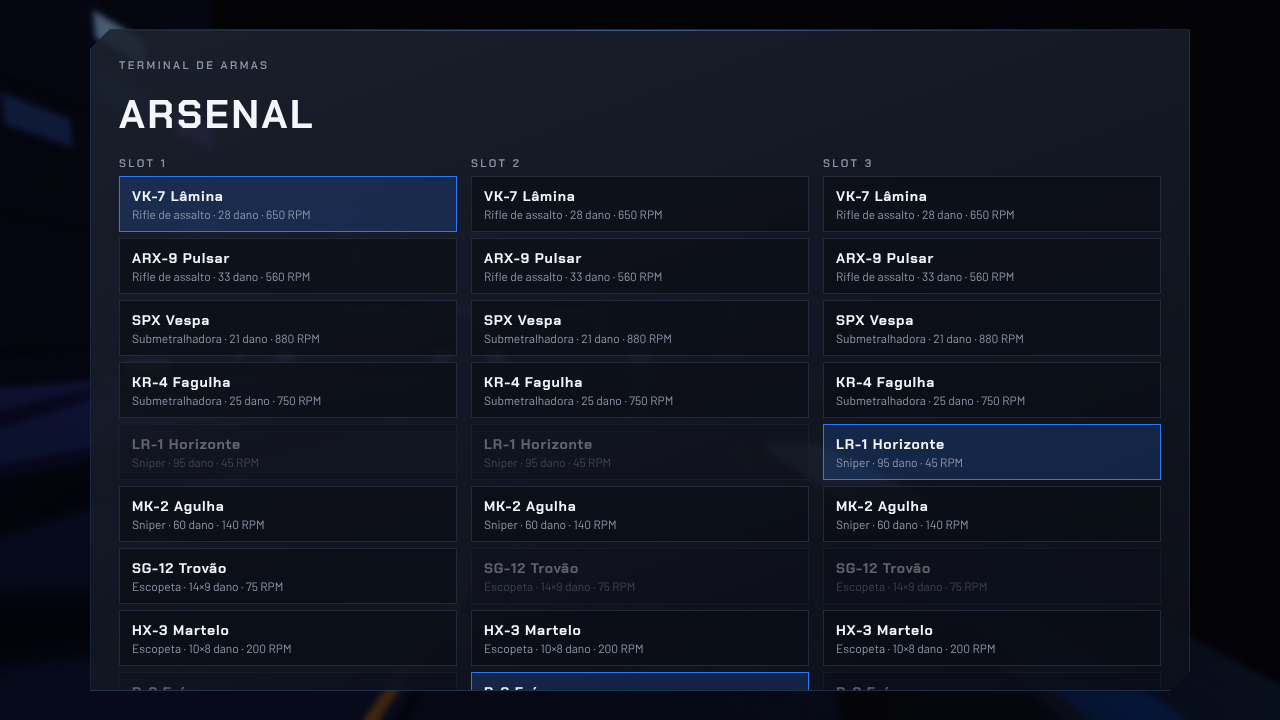 TERMINAL DE ARMAS
ARSENAL
SLOT 1
VK-7 Lâmina
Rifle de assalto · 28 dano · 650 RPM
ARX-9 Pulsar
Rifle de assalto · 33 dano · 560 RPM
SPX Vespa
Submetralhadora · 21 dano · 880 RPM
KR-4 Fagulha
Submetralhadora · 25 dano · 750 RPM
LR-1 Horizonte
Sniper · 95 dano · 45 RPM
MK-2 Agulha
Sniper · 60 dano · 140 RPM
SG-12 Trovão
Escopeta · 14×9 dano · 75 RPM
HX-3 Martelo
Escopeta · 10×8 dano · 200 RPM
SLOT 2
VK-7 Lâmina
Rifle de assalto · 28 dano · 650 RPM
ARX-9 Pulsar
Rifle de assalto · 33 dano · 560 RPM
SPX Vespa
Submetralhadora · 21 dano · 880 RPM
KR-4 Fagulha
Submetralhadora · 25 dano · 750 RPM
LR-1 Horizonte
Sniper · 95 dano · 45 RPM
MK-2 Agulha
Sniper · 60 dano · 140 RPM
SG-12 Trovão
Escopeta · 14×9 dano · 75 RPM
HX-3 Martelo
Escopeta · 10×8 dano · 200 RPM
SLOT 3
VK-7 Lâmina
Rifle de assalto · 28 dano · 650 RPM
ARX-9 Pulsar
Rifle de assalto · 33 dano · 560 RPM
SPX Vespa
Submetralhadora · 21 dano · 880 RPM
KR-4 Fagulha
Submetralhadora · 25 dano · 750 RPM
LR-1 Horizonte
Sniper · 95 dano · 45 RPM
MK-2 Agulha
Sniper · 60 dano · 140 RPM
SG-12 Trovão
Escopeta · 14×9 dano · 75 RPM
HX-3 Martelo
Escopeta · 10×8 dano · 200 RPM